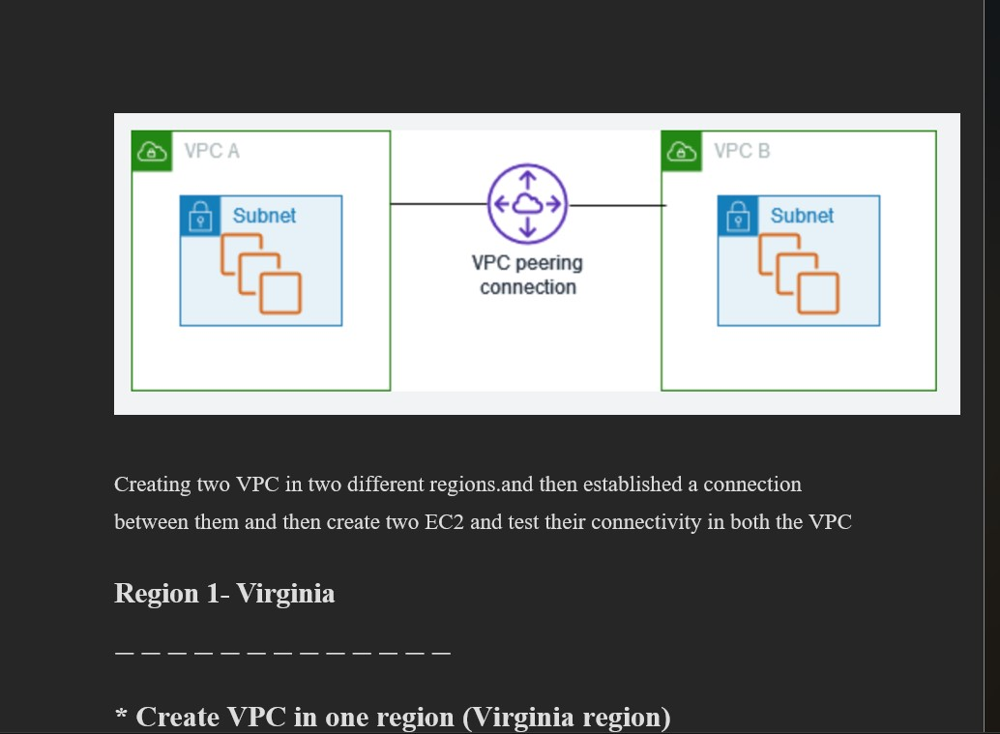 VPC A
VPC B
Subnet
Subnet
VPC peering
connection
Creating two VPC in two different regions.and then established a connection
between them and then create two EC2 and test their connectivity in both the VPC
Region 1- Virginia
— — — — — — — — — — — — —
* Create VPC in one region (Virginia region)